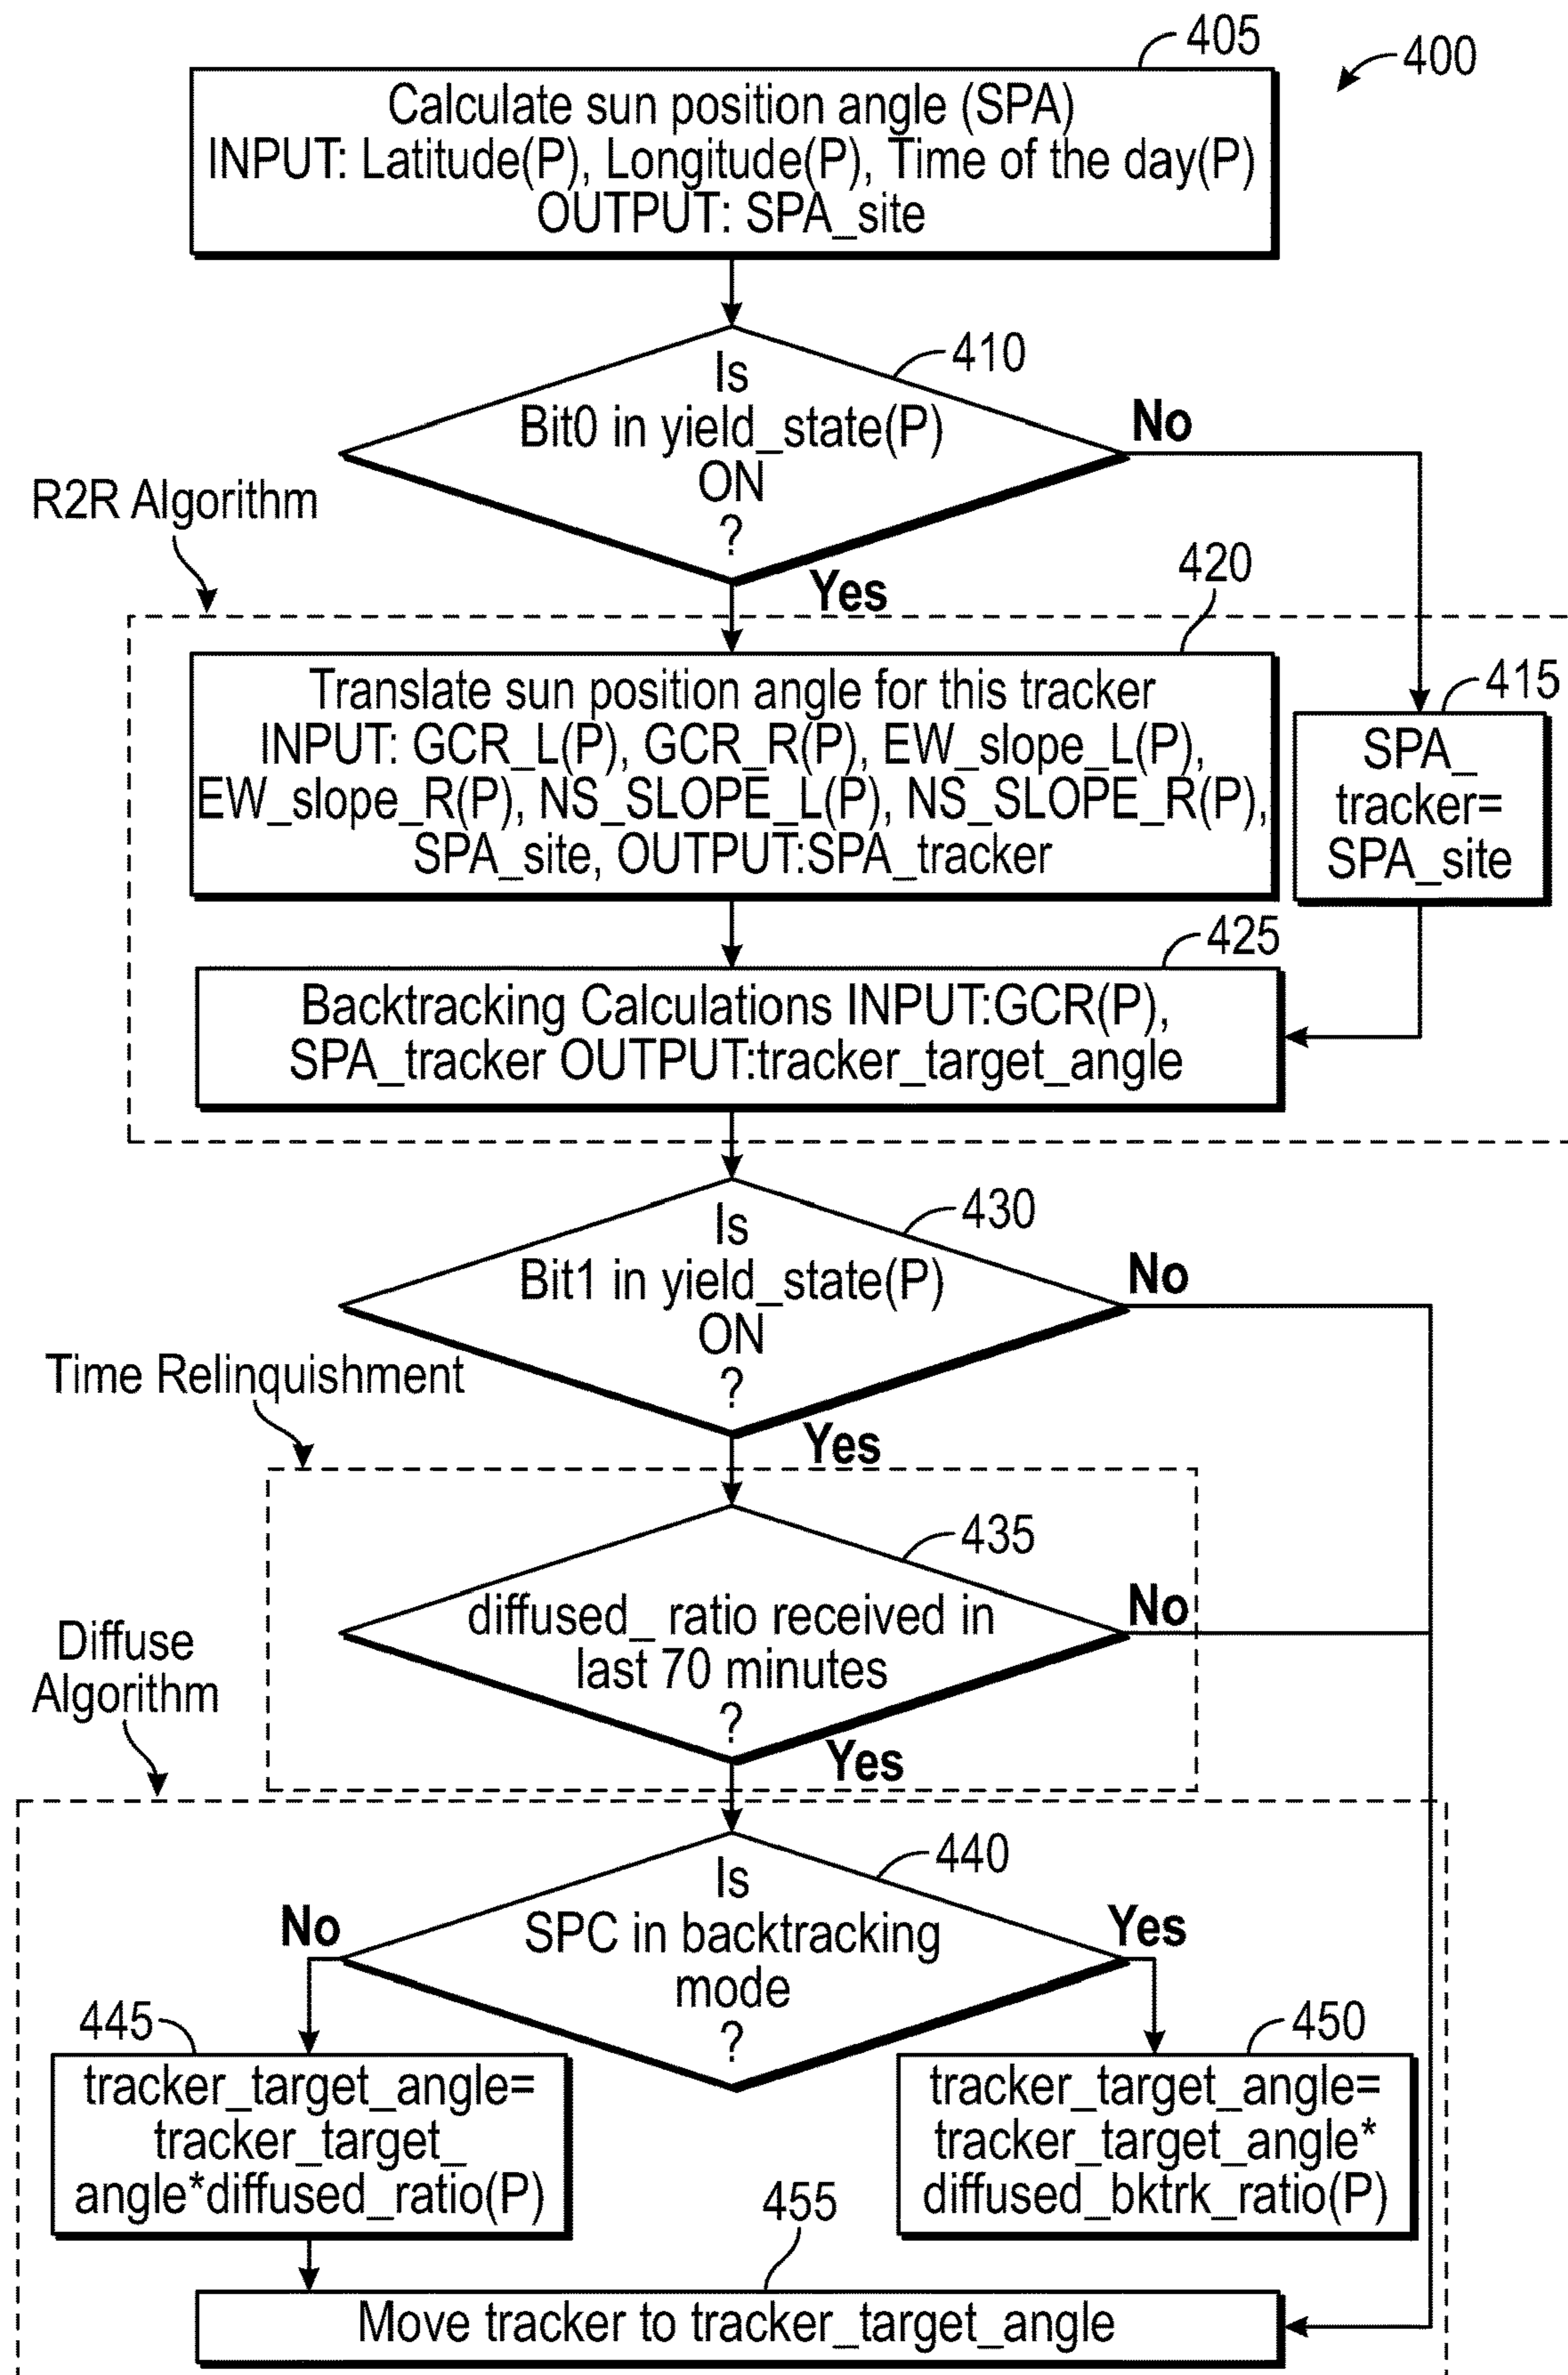 405
400
Calculate sun position angle (SPA)
INPUT: Latitude(P), Longitude(P), Time of the day(P)
OUTPUT: SPA_site
410
Is
Bit0 in yield_state(P)
ON
?
No
R2R Algorithm
Yes
420
Translate sun position angle for this tracker
INPUT: GCR_L(P), GCR_R(P), EW_slope_L(P),
EW_slope_R(P), NS_SLOPE_L(P), NS_SLOPE_R(P),
SPA_site, OUTPUT:SPA_tracker
415
SPA_
tracker=
SPA_site
425
Backtracking Calculations INPUT:GCR(P),
SPA_tracker OUTPUT:tracker_target_angle
430
Is
Bit1 in yield_state(P)
ON
?
No
Time Relinquishment
Yes
435
diffused_ ratio received in
last 70 minutes
?
No
Diffuse
Algorithm
Yes
440
Is
SPC in backtracking
mode
?
No
Yes
445
tracker_target_angle=
tracker_target_
angle*diffused_ratio(P)
450
tracker_target_angle=
tracker_target_angle*
diffused_bktrk_ratio(P)
455
Move tracker to tracker_target_angle